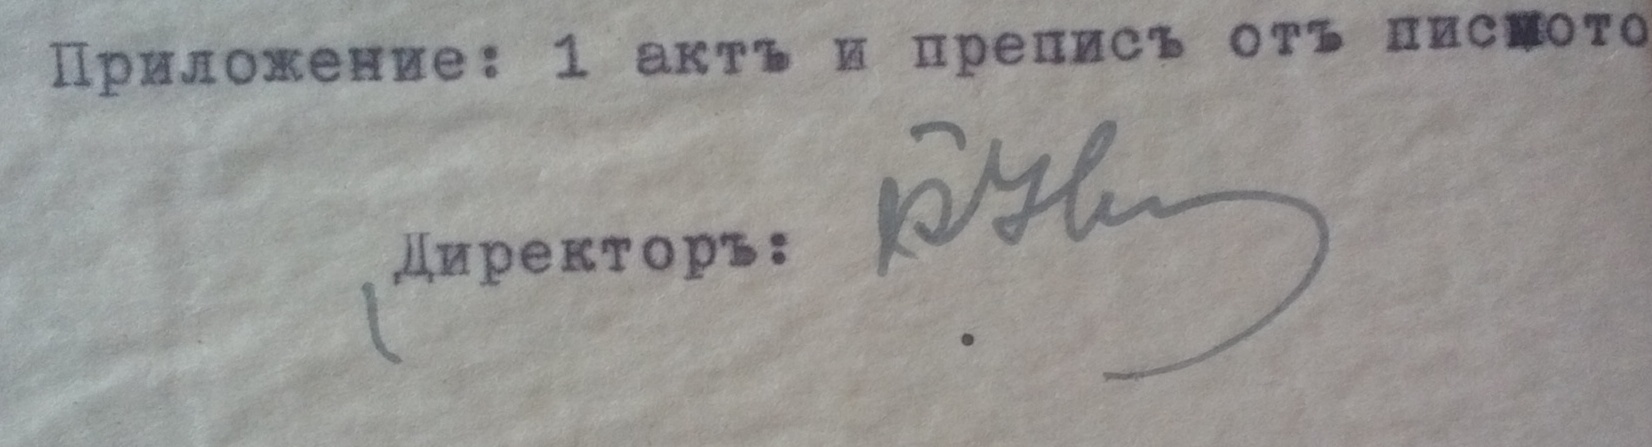 Приложение: 1 актъ и преписъ отъ писмото
Директоръ: